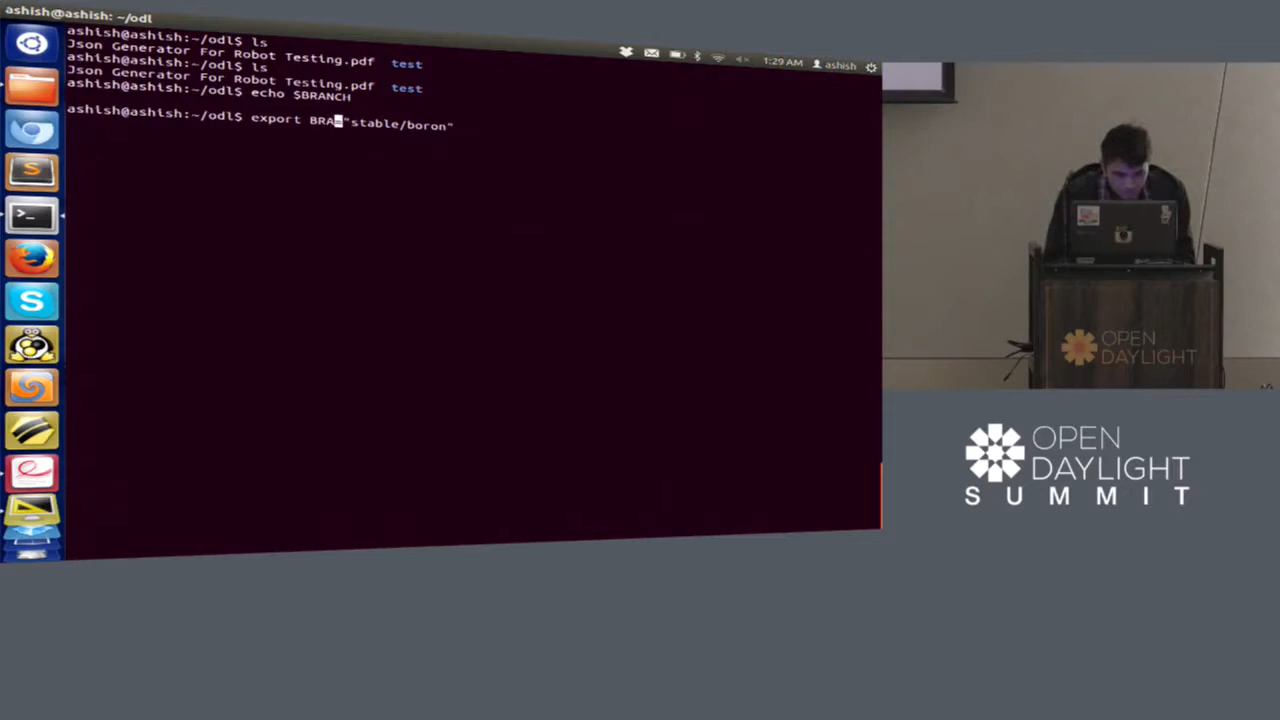 ashish@ashish: ~/odl
1:29 AM ashish
ashish@ashish:~/odl$ ls
Json Generator For Robot Testing.pdf test
ashish@ashish:~/odl$ ls
Json Generator For Robot Testing.pdf test
ashish@ashish:~/odl$ echo $BRANCH
ashish@ashish:~/odl$ export BRA="stable/boron"
OPEN
DAYLIGHT
OPEN
DAYLIGHT
SUMMIT